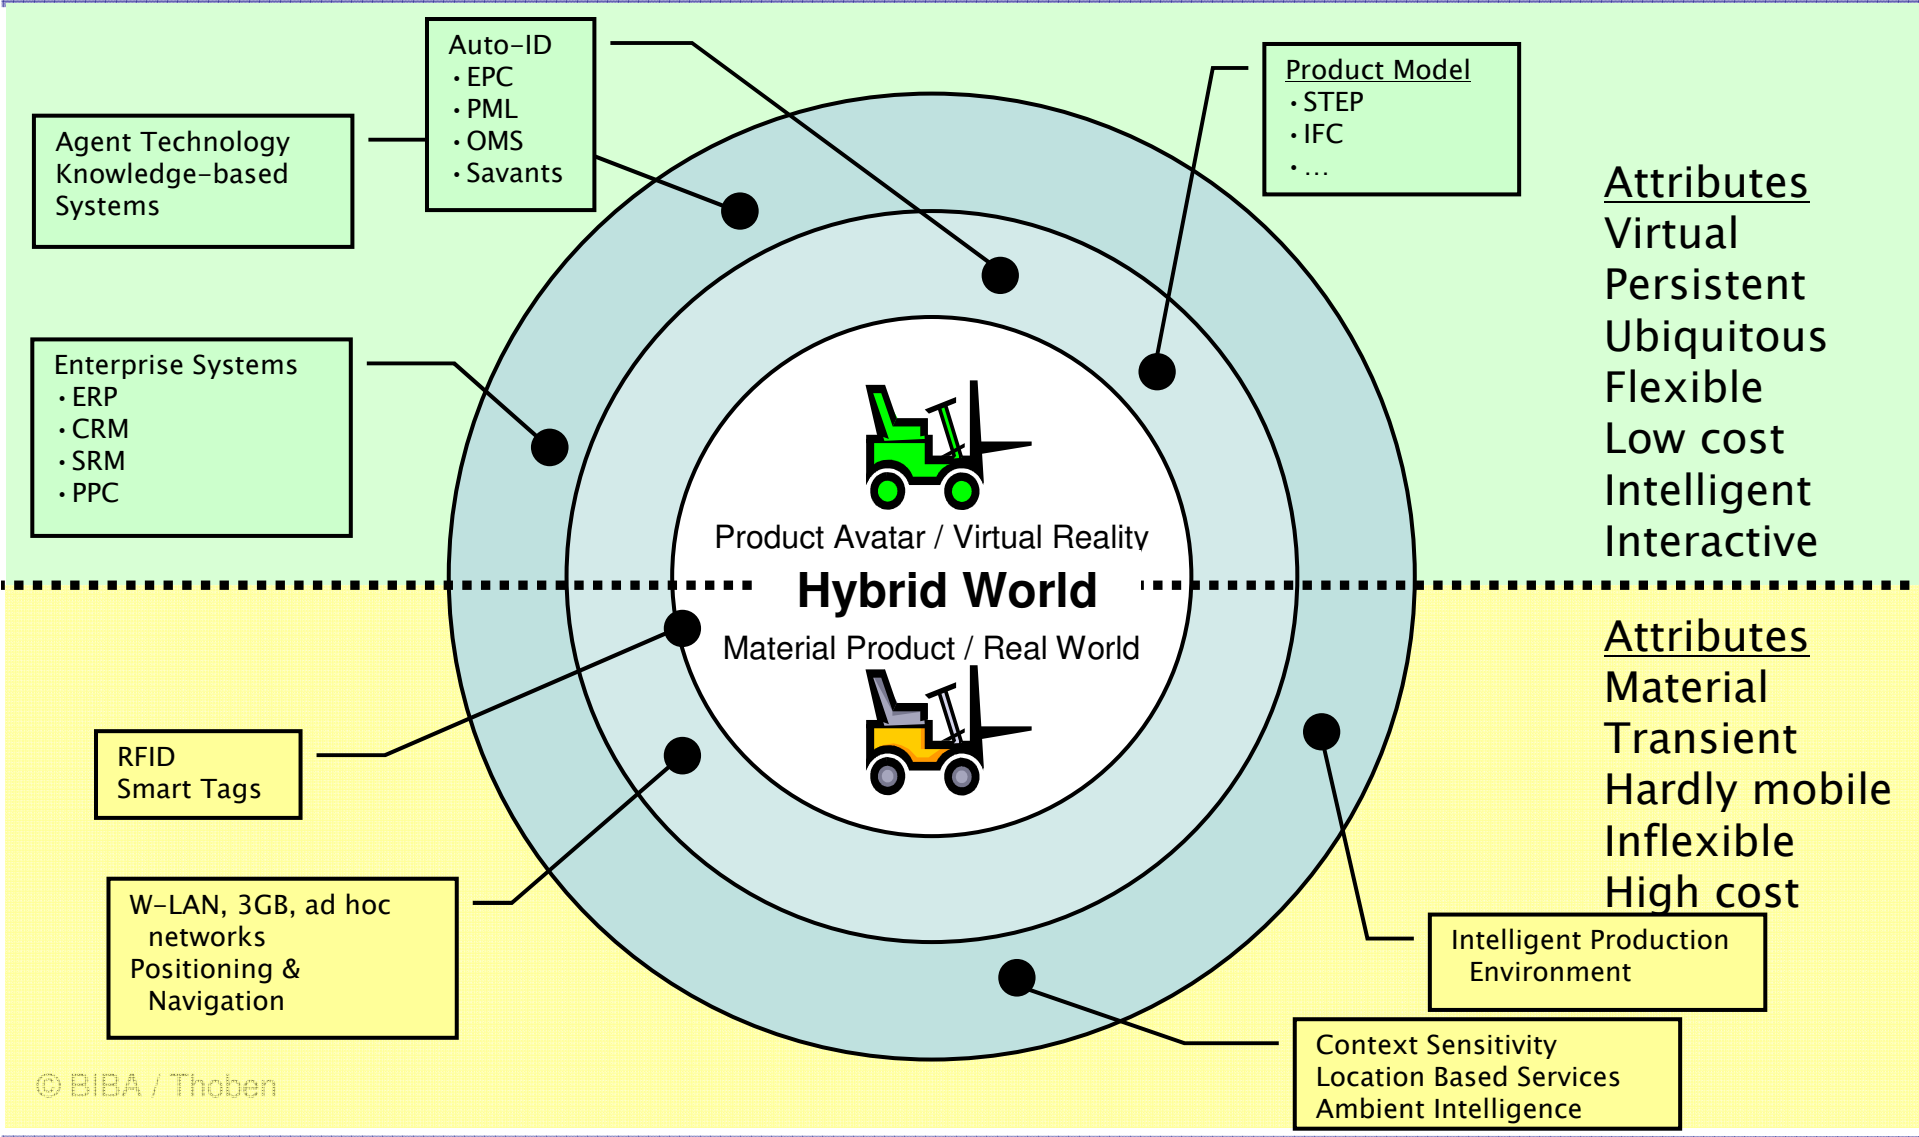 Auto-ID
· EPC
· PML
· OMS
· Savants
Product Model
· STEP
· IFC
· ...
Agent Technology
Knowledge-based
Systems
Attributes
Virtual
Persistent
Ubiquitous
Flexible
Low cost
Intelligent
Interactive
Enterprise Systems
· ERP
· CRM
· SRM
· PPC
Product Avatar / Virtual Reality
Hybrid World
Material Product / Real World
Attributes
Material
Transient
Hardly mobile
Inflexible
High cost
RFID
Smart Tags
W-LAN, 3GB, ad hoc
networks
Positioning &
Navigation
Intelligent Production
Environment
Context Sensitivity
Location Based Services
Ambient Intelligence
© BIBA / Thoben